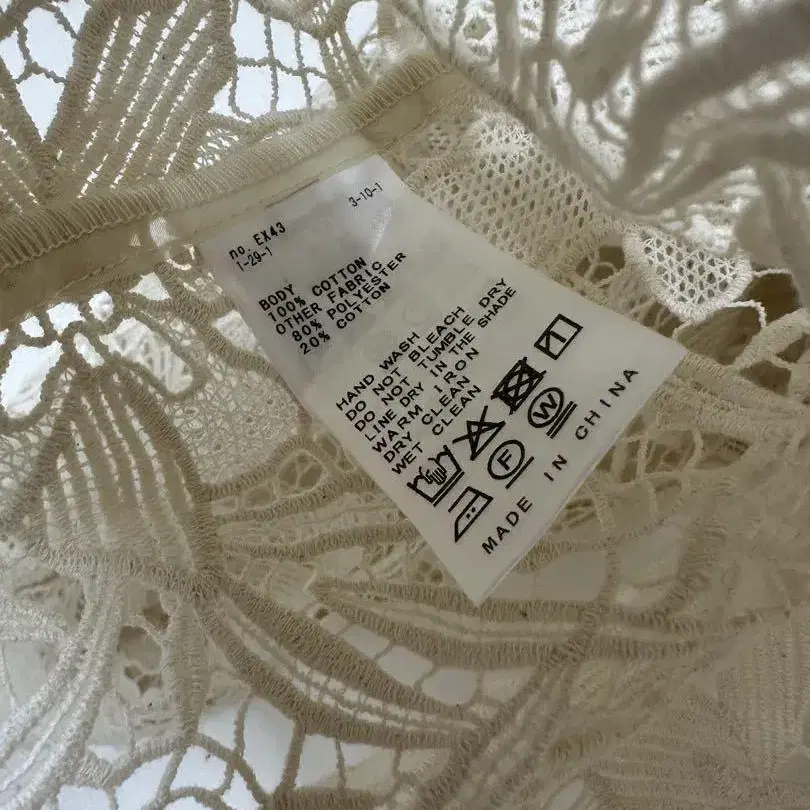 no. EX43
1-29-1
3-10-1
BODY
100% COTTON
OTHER FABRIC
80% POLYESTER
20% COTTON
HAND WASH
DO NOT BLEACH
DO NOT TUMBLE DRY
LINE DRY IN THE SHADE
WARM IRON
DRY CLEAN
WET CLEAN
F
W
MADE IN CHINA